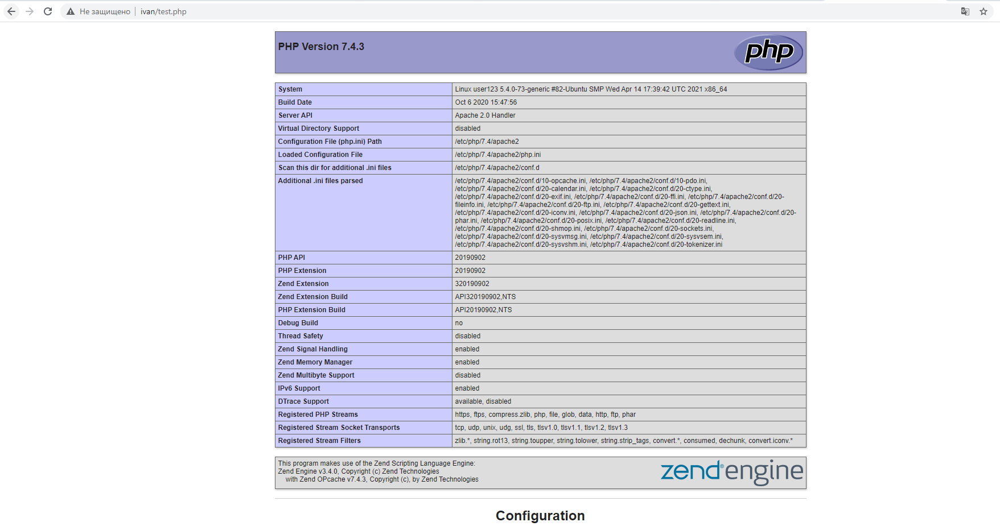 Не защищено ivan/test.php
PHP Version 7.4.3
php
System Linux user123 5.4.0-73-generic #82-Ubuntu SMP Wed Apr 14 17:39:42 UTC 2021 x86_64
Build Date Oct 6 2020 15:47:56
Server API Apache 2.0 Handler
Virtual Directory Support disabled
Configuration File (php.ini) Path /etc/php/7.4/apache2
Loaded Configuration File /etc/php/7.4/apache2/php.ini
Scan this dir for additional .ini files /etc/php/7.4/apache2/conf.d
Additional .ini files parsed /etc/php/7.4/apache2/conf.d/10-opcache.ini, /etc/php/7.4/apache2/conf.d/10-pdo.ini,
/etc/php/7.4/apache2/conf.d/20-calendar.ini, /etc/php/7.4/apache2/conf.d/20-ctype.ini,
/etc/php/7.4/apache2/conf.d/20-exif.ini, /etc/php/7.4/apache2/conf.d/20-ffi.ini, /etc/php/7.4/apache2/conf.d/20-
fileinfo.ini, /etc/php/7.4/apache2/conf.d/20-ftp.ini, /etc/php/7.4/apache2/conf.d/20-gettext.ini,
/etc/php/7.4/apache2/conf.d/20-iconv.ini, /etc/php/7.4/apache2/conf.d/20-json.ini, /etc/php/7.4/apache2/conf.d/20-
phar.ini, /etc/php/7.4/apache2/conf.d/20-posix.ini, /etc/php/7.4/apache2/conf.d/20-readline.ini,
/etc/php/7.4/apache2/conf.d/20-shmop.ini, /etc/php/7.4/apache2/conf.d/20-sockets.ini,
/etc/php/7.4/apache2/conf.d/20-sysvmsg.ini, /etc/php/7.4/apache2/conf.d/20-sysvsem.ini,
/etc/php/7.4/apache2/conf.d/20-sysvshm.ini, /etc/php/7.4/apache2/conf.d/20-tokenizer.ini
PHP API 20190902
PHP Extension 20190902
Zend Extension 320190902
Zend Extension Build API320190902,NTS
PHP Extension Build API20190902,NTS
Debug Build no
Thread Safety disabled
Zend Signal Handling enabled
Zend Memory Manager enabled
Zend Multibyte Support disabled
IPv6 Support enabled
DTrace Support available, disabled
Registered PHP Streams https, ftps, compress.zlib, php, file, glob, data, http, ftp, phar
Registered Stream Socket Transports tcp, udp, unix, udg, ssl, tls, tlsv1.0, tlsv1.1, tlsv1.2, tlsv1.3
Registered Stream Filters zlib.*, string.rot13, string.toupper, string.tolower, string.strip_tags, convert.*, consumed, dechunk, convert.iconv.*
This program makes use of the Zend Scripting Language Engine:
Zend Engine v3.4.0, Copyright (c) Zend Technologies
with Zend OPcache v7.4.3, Copyright (c), by Zend Technologies
zend®engine
Configuration